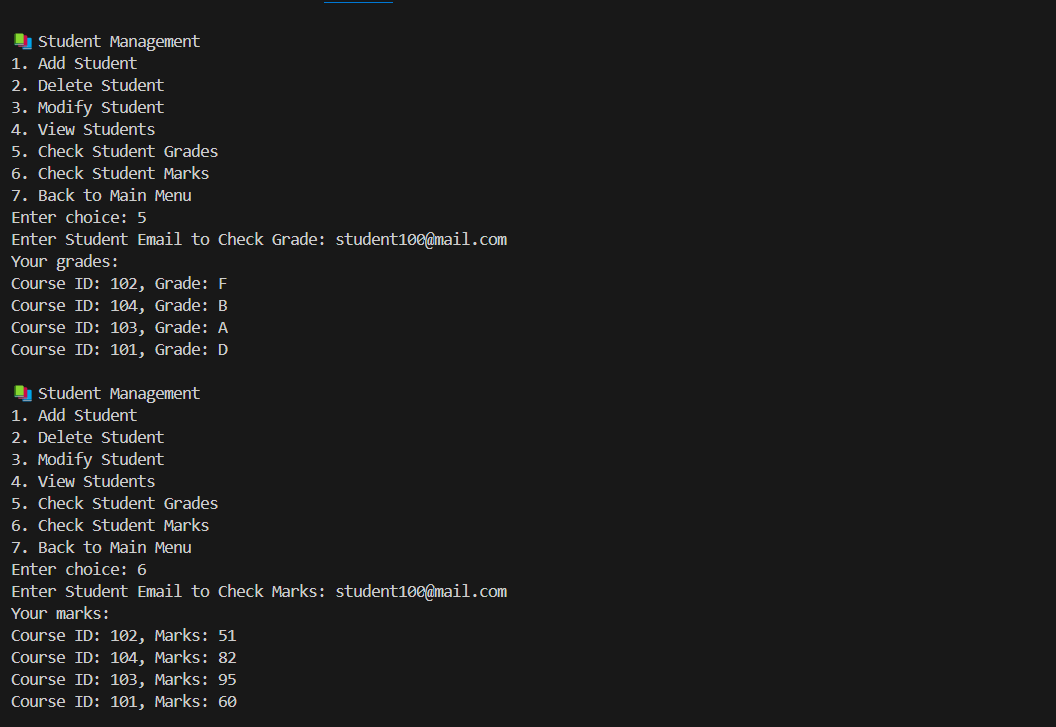 📚 Student Management
1. Add Student
2. Delete Student
3. Modify Student
4. View Students
5. Check Student Grades
6. Check Student Marks
7. Back to Main Menu
Enter choice: 5
Enter Student Email to Check Grade: student100@mail.com
Your grades:
Course ID: 102, Grade: F
Course ID: 104, Grade: B
Course ID: 103, Grade: A
Course ID: 101, Grade: D
📚 Student Management
1. Add Student
2. Delete Student
3. Modify Student
4. View Students
5. Check Student Grades
6. Check Student Marks
7. Back to Main Menu
Enter choice: 6
Enter Student Email to Check Marks: student100@mail.com
Your marks:
Course ID: 102, Marks: 51
Course ID: 104, Marks: 82
Course ID: 103, Marks: 95
Course ID: 101, Marks: 60